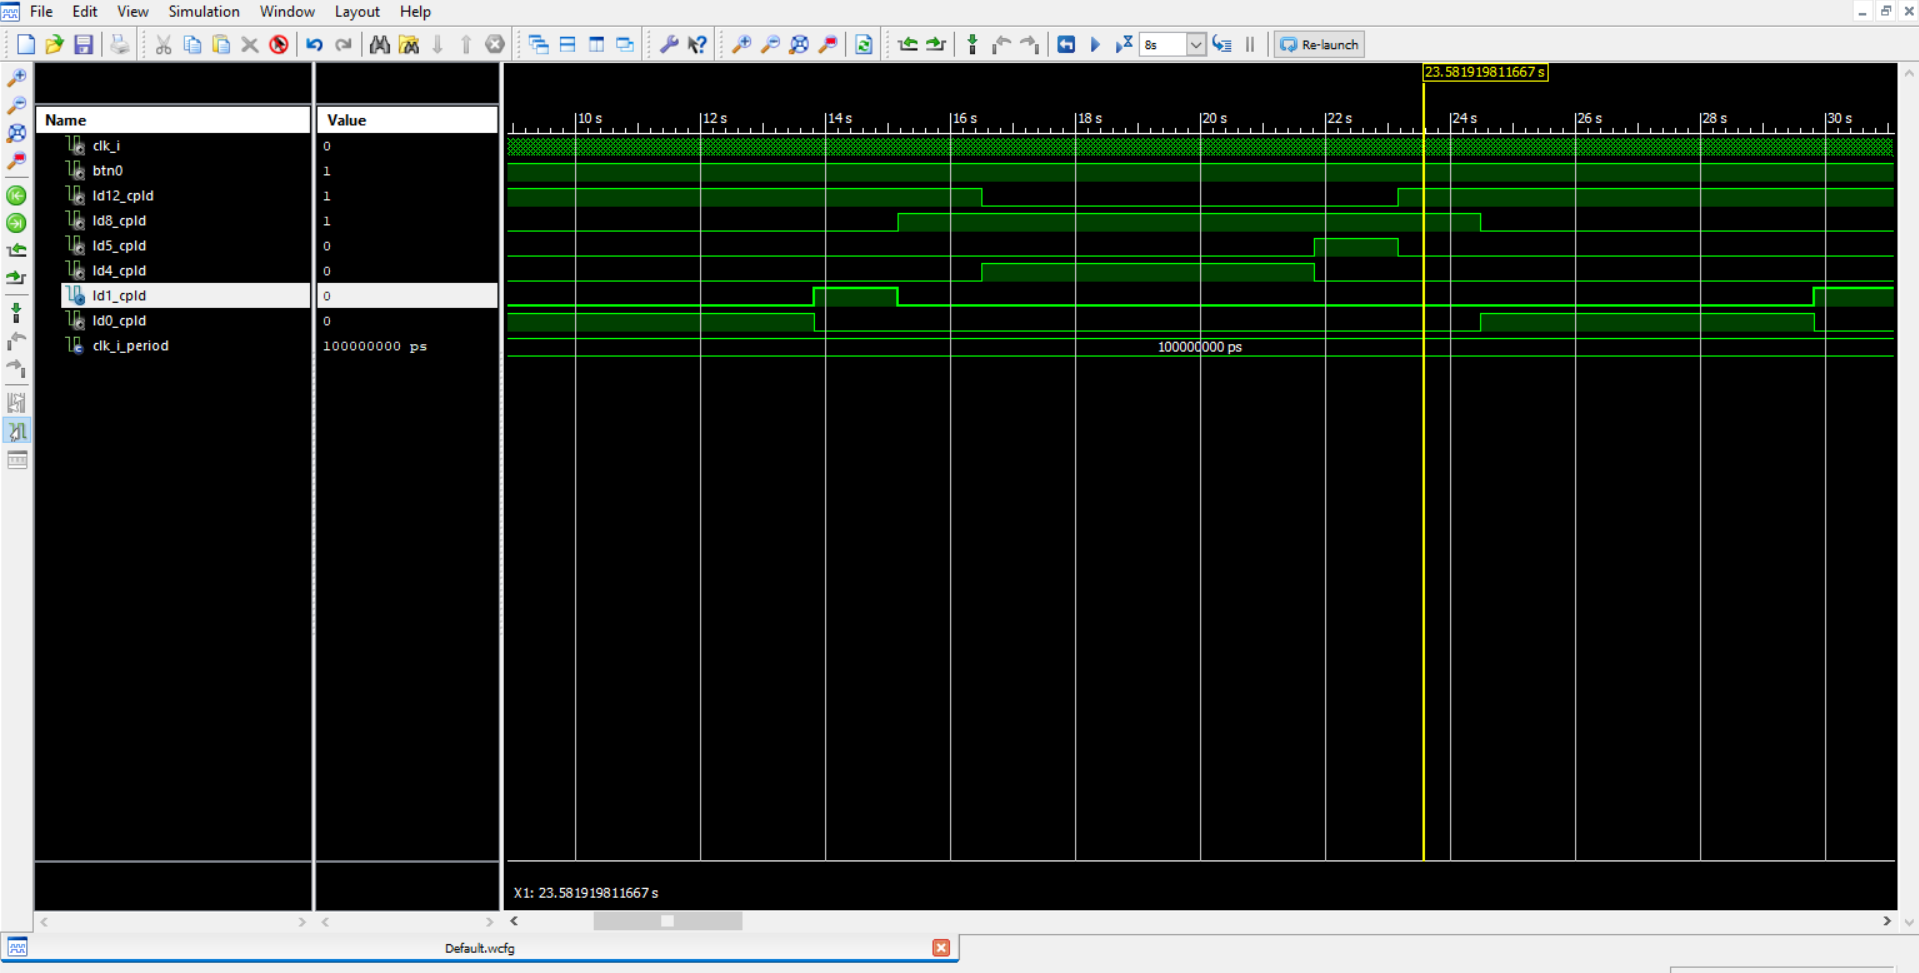 File Edit View Simulation Window Layout Help
8s Re-launch
23.581919811667 s
Name Value
10 s 12 s 14 s 16 s 18 s 20 s 22 s 24 s 26 s 28 s 30 s
clk_i 0
btn0 1
ld12_cpld 1
ld8_cpld 1
ld5_cpld 0
ld4_cpld 0
ld1_cpld 0
ld0_cpld 0
clk_i_period 100000000 ps 100000000 ps
X1: 23.581919811667 s
Default.wcfg